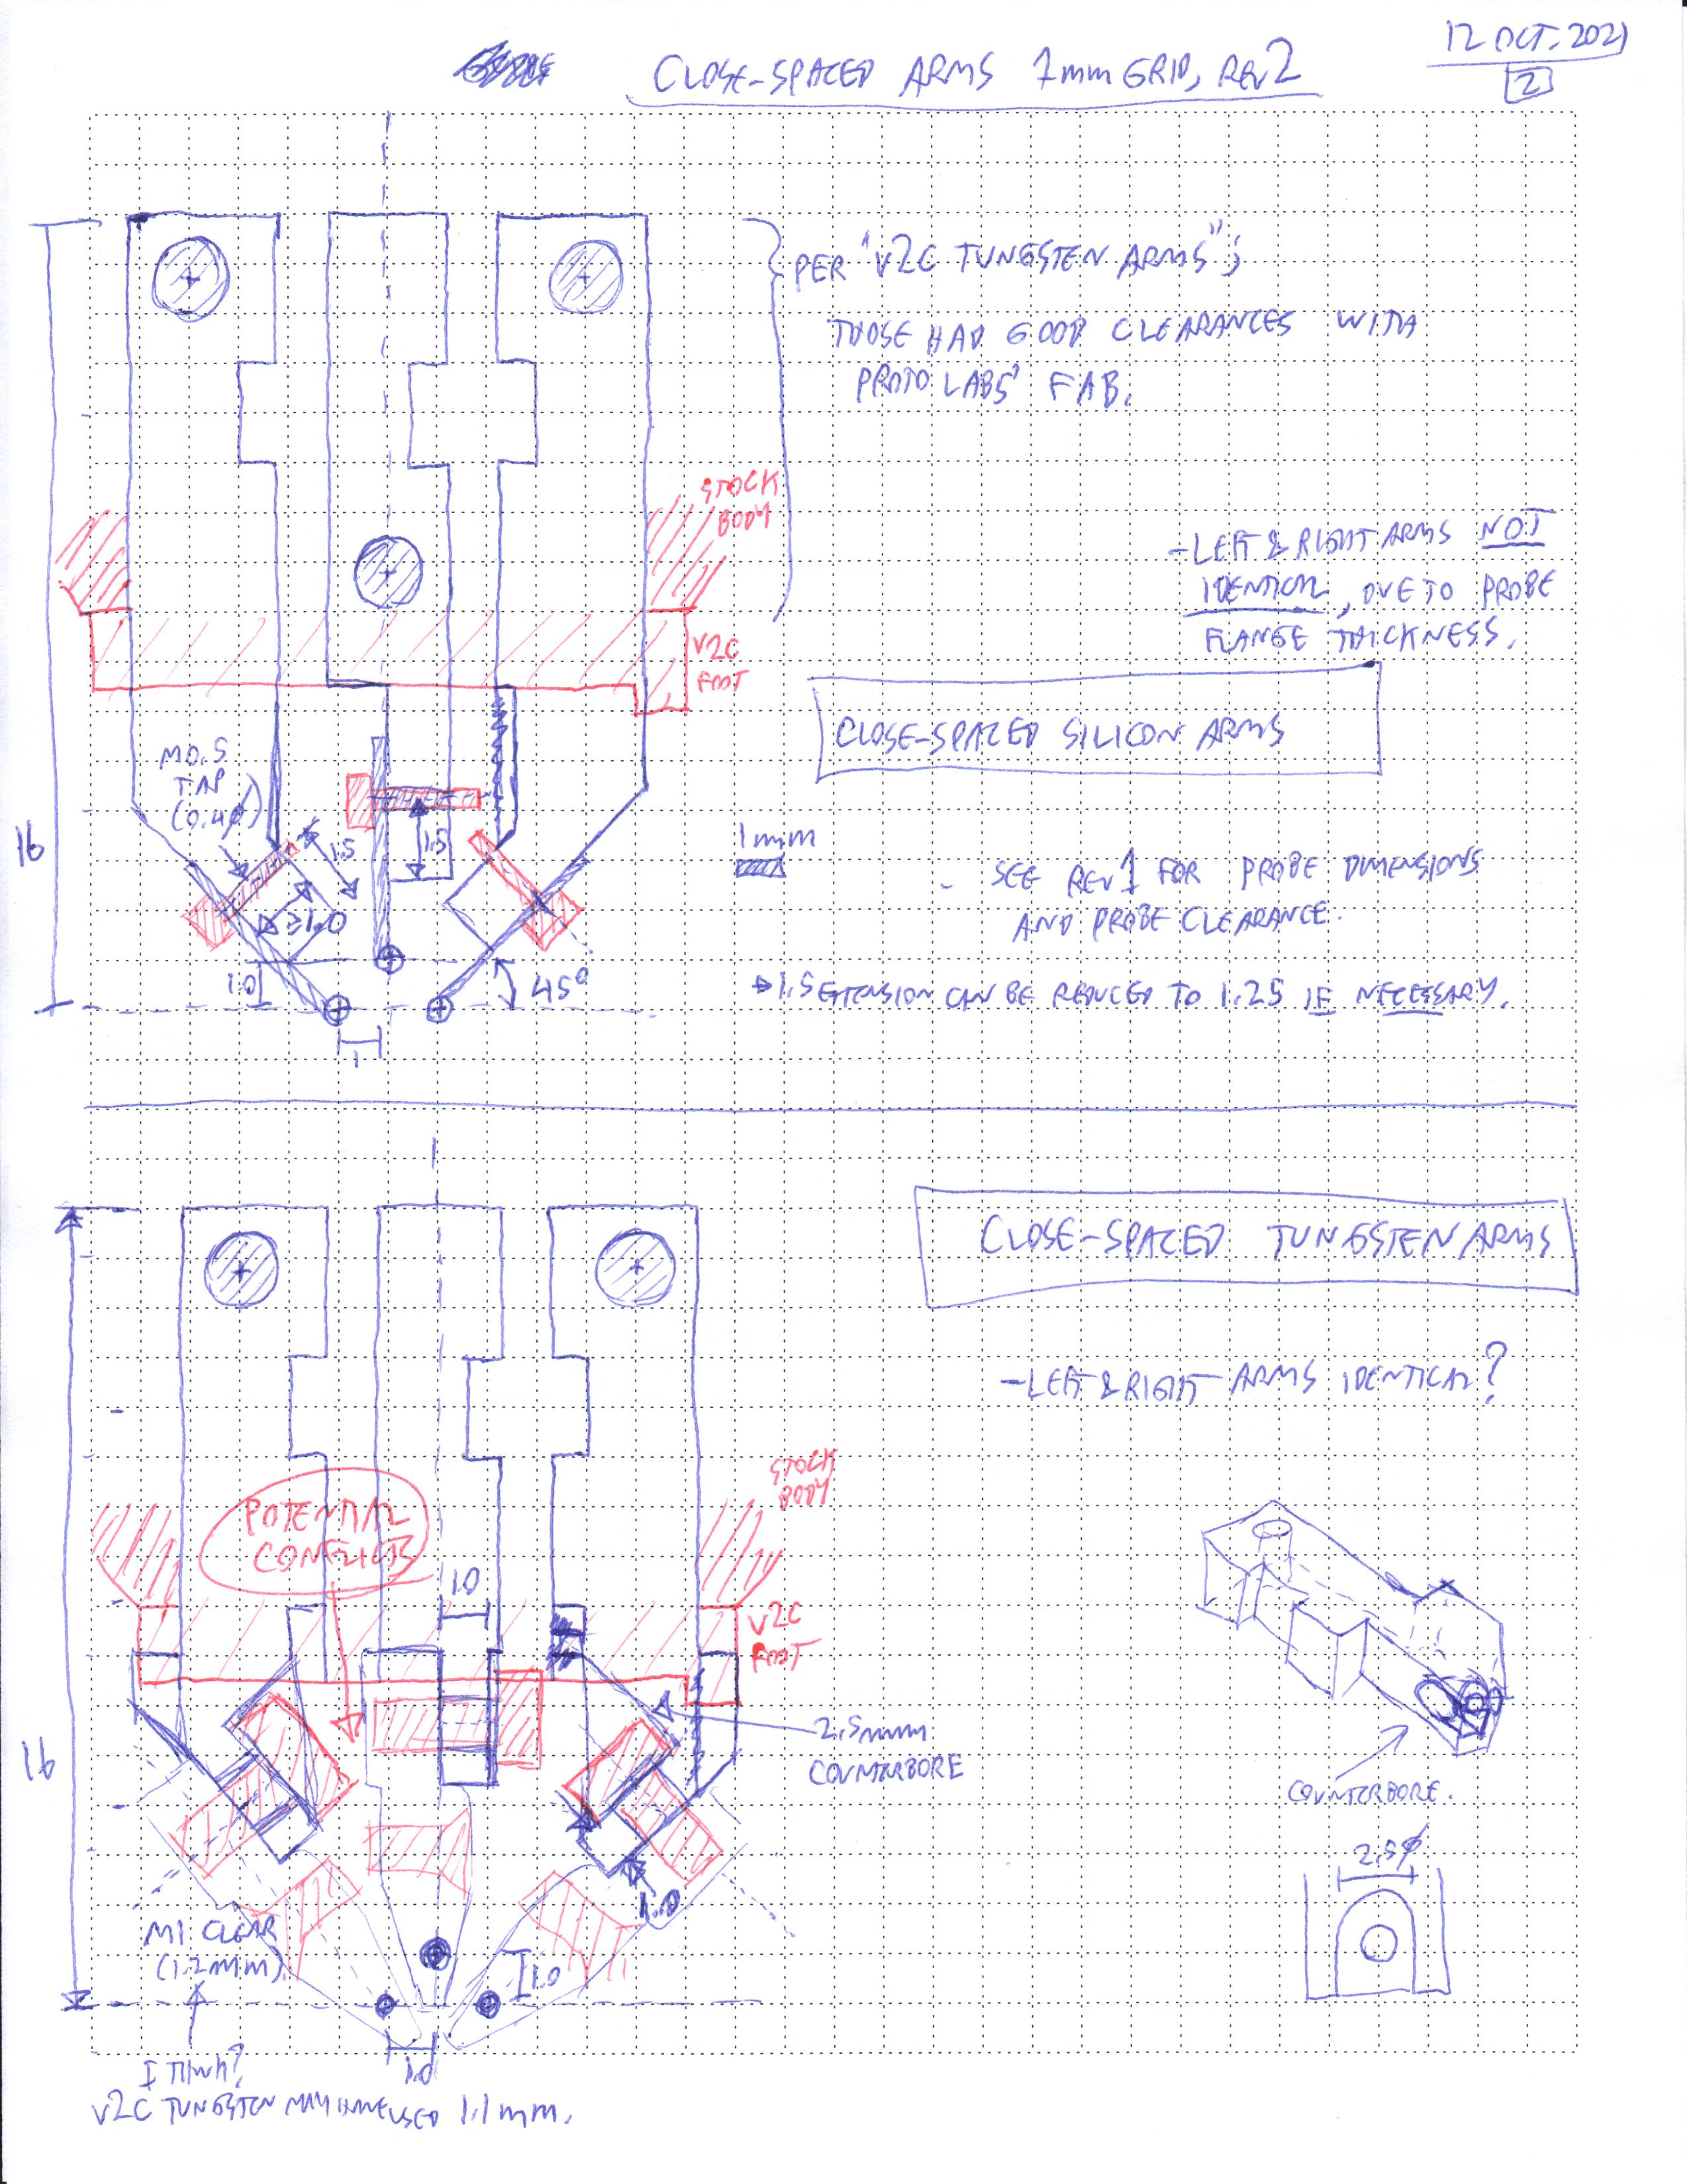 12 OCT. 2021
2
CLOSE-SPACED ARMS 1mm GRID, REV2
PER "V2C TUNGSTEN ARMS";
THOSE HAD GOOD CLEARANCES WITH
PROTO LABS' FAB.
STOCK
BODY
- LEFT & RIGHT ARMS NOT
IDENTICAL, DUE TO PROBE
FLANGE THICKNESS.
V2C
FOOT
CLOSE-SPACED SILICON ARMS
M0.5
TAP
(0.4φ)
1.5
1.5
16
1mm
≥1.0
- SEE REV1 FOR PROBE DIMENSIONS
AND PROBE CLEARANCE.
1.0
45°
→ 1.5 EXTENSION CAN BE REDUCED TO 1.25 IF NECESSARY.
1
CLOSE-SPACED TUNGSTEN ARMS
- LEFT & RIGHT ARMS IDENTICAL?
STOCK
BODY
POTENTIAL
CONFLICTS
1.0
V2C
FOOT
2.5mm
COUNTERBORE
16
COUNTERBORE.
2.5φ
1.0
M1 CLEAR
(1.2mm)
1.0
1.0
I THINK?
V2C TUNGSTEN MAY HAVE USED 1.1mm.